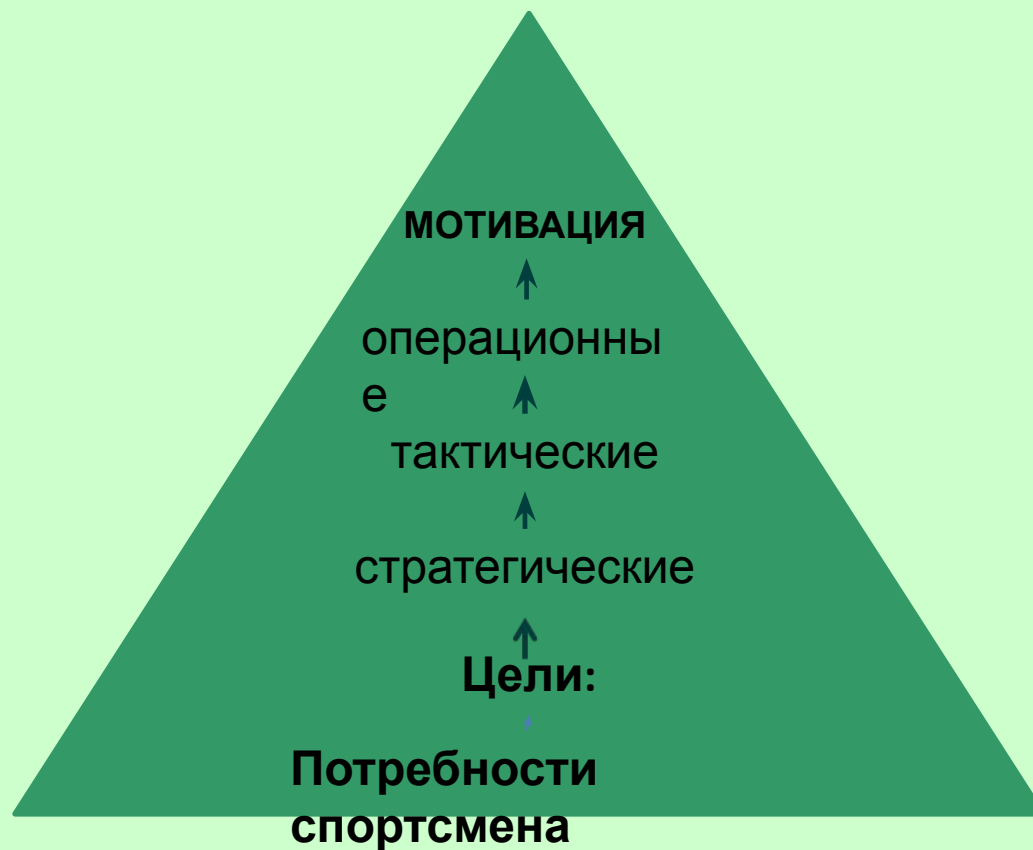 МОТИВАЦИЯ
операционны
е
тактические
стратегические
Цели:
Потребности
спортсмена